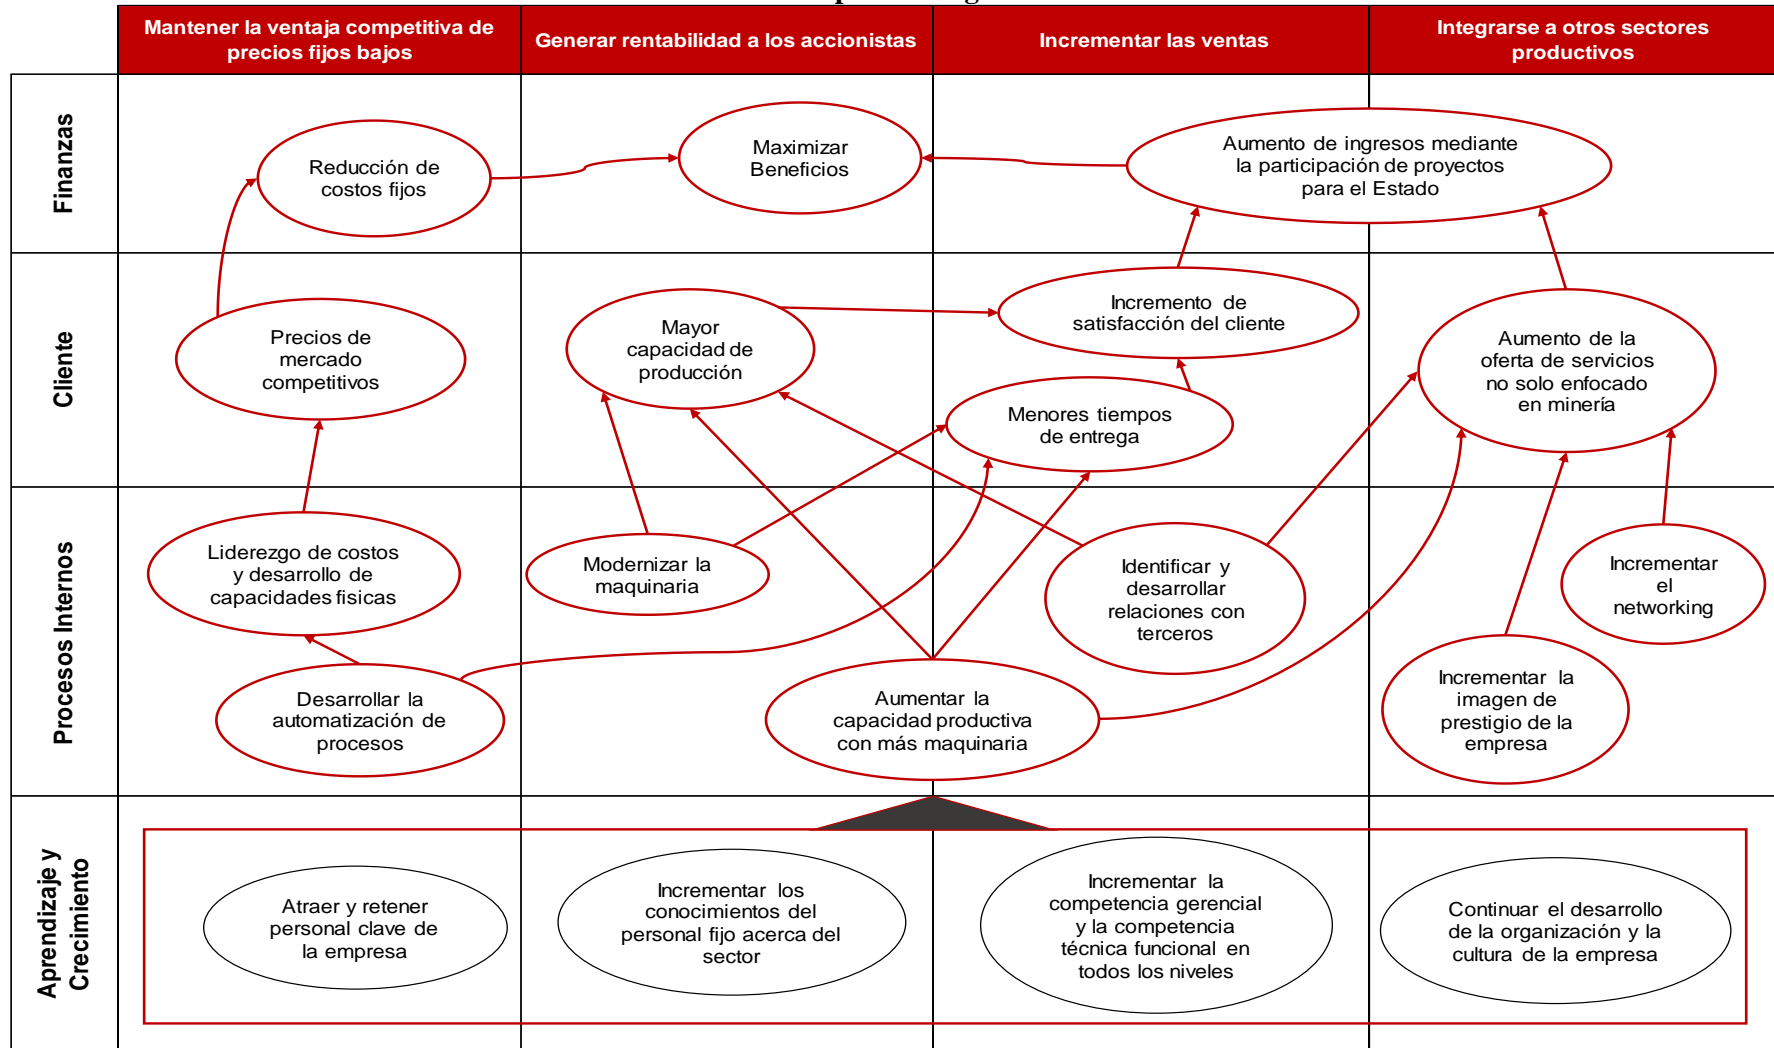 Mantener la ventaja competitiva de
precios fijos bajos
Generar rentabilidad a los accionistas
Incrementar las ventas
Integrarse a otros sectores
productivos
Finanzas
Reducción de
costos fijos
Maximizar
Beneficios
Aumento de ingresos mediante
la participación de proyectos
para el Estado
Cliente
Precios de
mercado
competitivos
Mayor
capacidad de
producción
Incremento de
satisfacción del cliente
Menores tiempos
de entrega
Aumento de la
oferta de servicios
no solo enfocado
en minería
Procesos Internos
Liderezgo de costos
y desarrollo de
capacidades fisicas
Modernizar la
maquinaria
Identificar y
desarrollar
relaciones con
terceros
Incrementar
el
networking
Desarrollar la
automatización de
procesos
Aumentar la
capacidad productiva
con más maquinaria
Incrementar la
imagen de
prestigio de la
empresa
Aprendizaje y
Crecimiento
Atraer y retener
personal clave de
la empresa
Incrementar los
conocimientos del
personal fijo acerca del
sector
Incrementar la
competencia gerencial
y la competencia
técnica funcional en
todos los niveles
Continuar el desarrollo
de la organización y la
cultura de la empresa